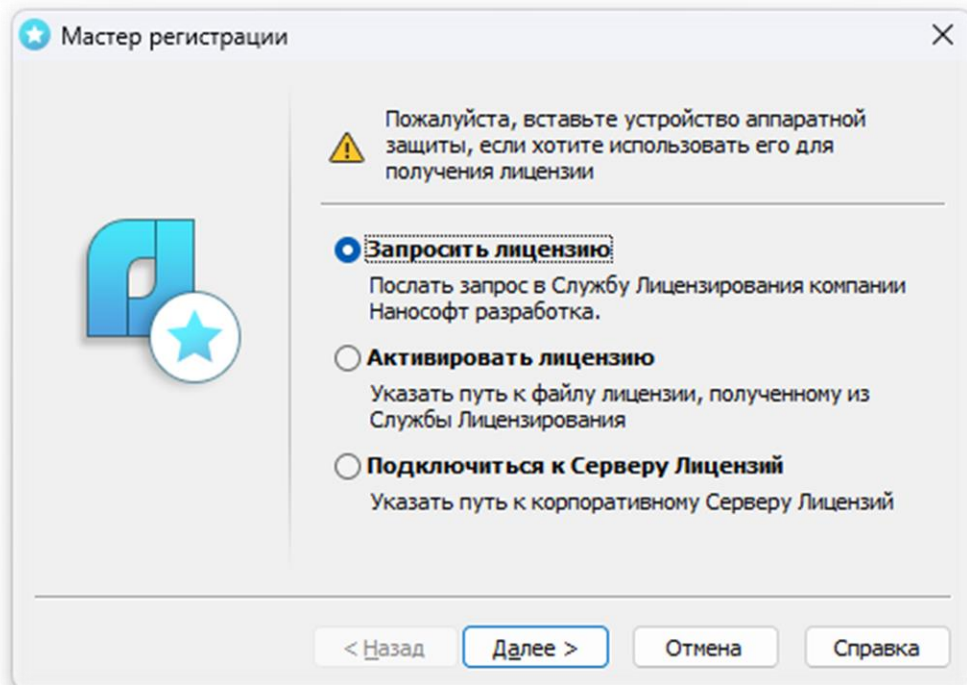 Мастер регистрации
Пожалуйста, вставьте устройство аппаратной
защиты, если хотите использовать его для
получения лицензии
Запросить лицензию
Послать запрос в Службу Лицензирования компании
Нанософт разработка.
Активировать лицензию
Указать путь к файлу лицензии, полученному из
Службы Лицензирования
Подключиться к Серверу Лицензий
Указать путь к корпоративному Серверу Лицензий
< Назад
Далее >
Отмена
Справка